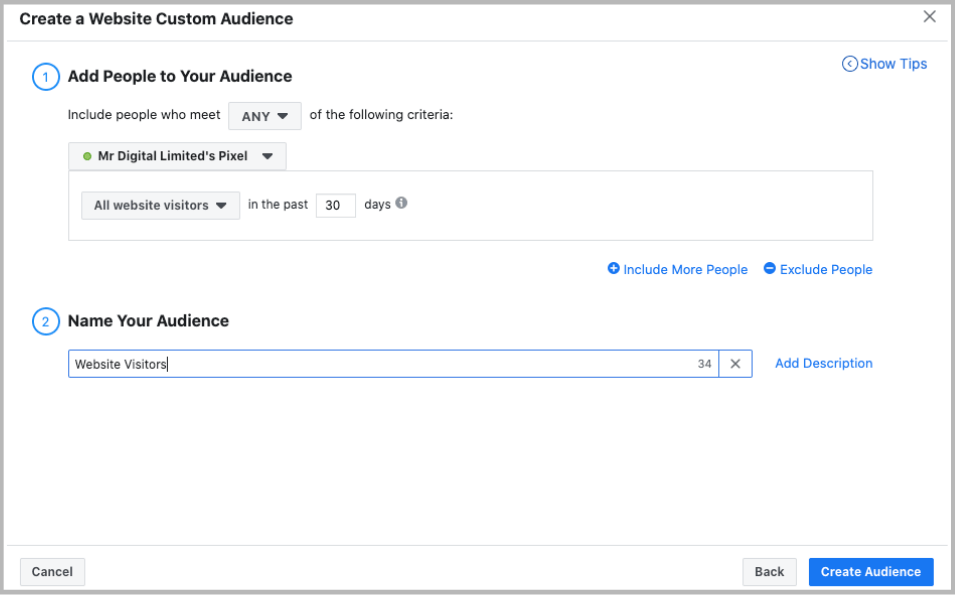 Create a Website Custom Audience
Show Tips
1 Add People to Your Audience
Include people who meet ANY of the following criteria:
Mr Digital Limited's Pixel
All website visitors in the past 30 days
Include More People Exclude People
2 Name Your Audience
Website Visitors 34 Add Description
Cancel Back Create Audience